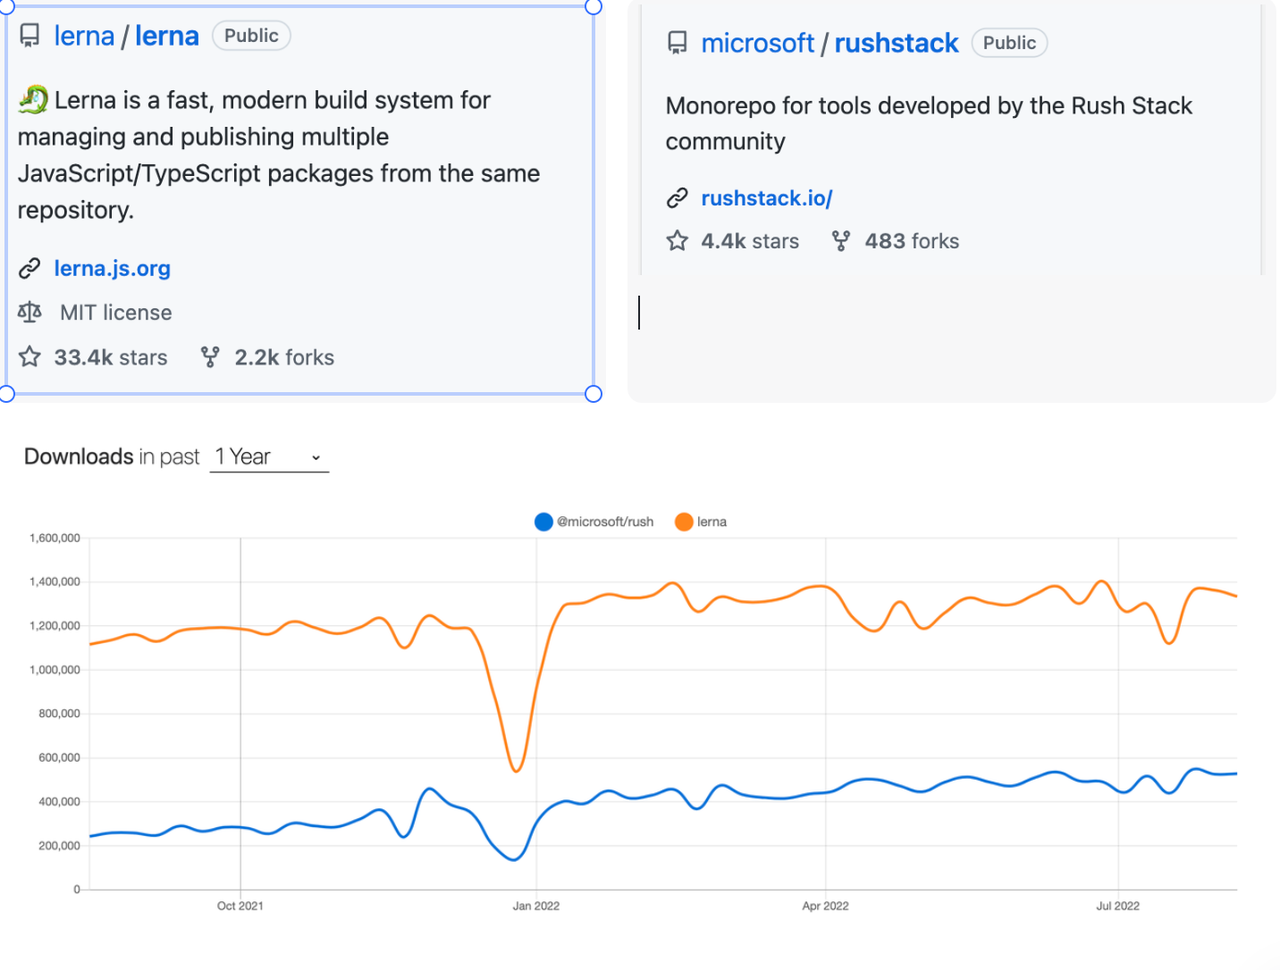 lerna / lerna Public
Lerna is a fast, modern build system for
managing and publishing multiple
JavaScript/TypeScript packages from the same
repository.
lerna.js.org
MIT license
33.4k stars 2.2k forks
microsoft / rushstack Public
Monorepo for tools developed by the Rush Stack
community
rushstack.io/
4.4k stars 483 forks
Downloads in past 1 Year
@microsoft/rush lerna
1,600,000
1,400,000
1,200,000
1,000,000
800,000
600,000
400,000
200,000
0
Oct 2021 Jan 2022 Apr 2022 Jul 2022